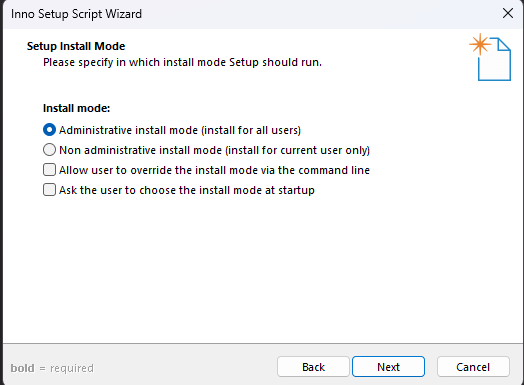 Inno Setup Script Wizard
Setup Install Mode
Please specify in which install mode Setup should run.
Install mode:
Administrative install mode (install for all users)
Non administrative install mode (install for current user only)
Allow user to override the install mode via the command line
Ask the user to choose the install mode at startup
bold = required
Back
Next
Cancel